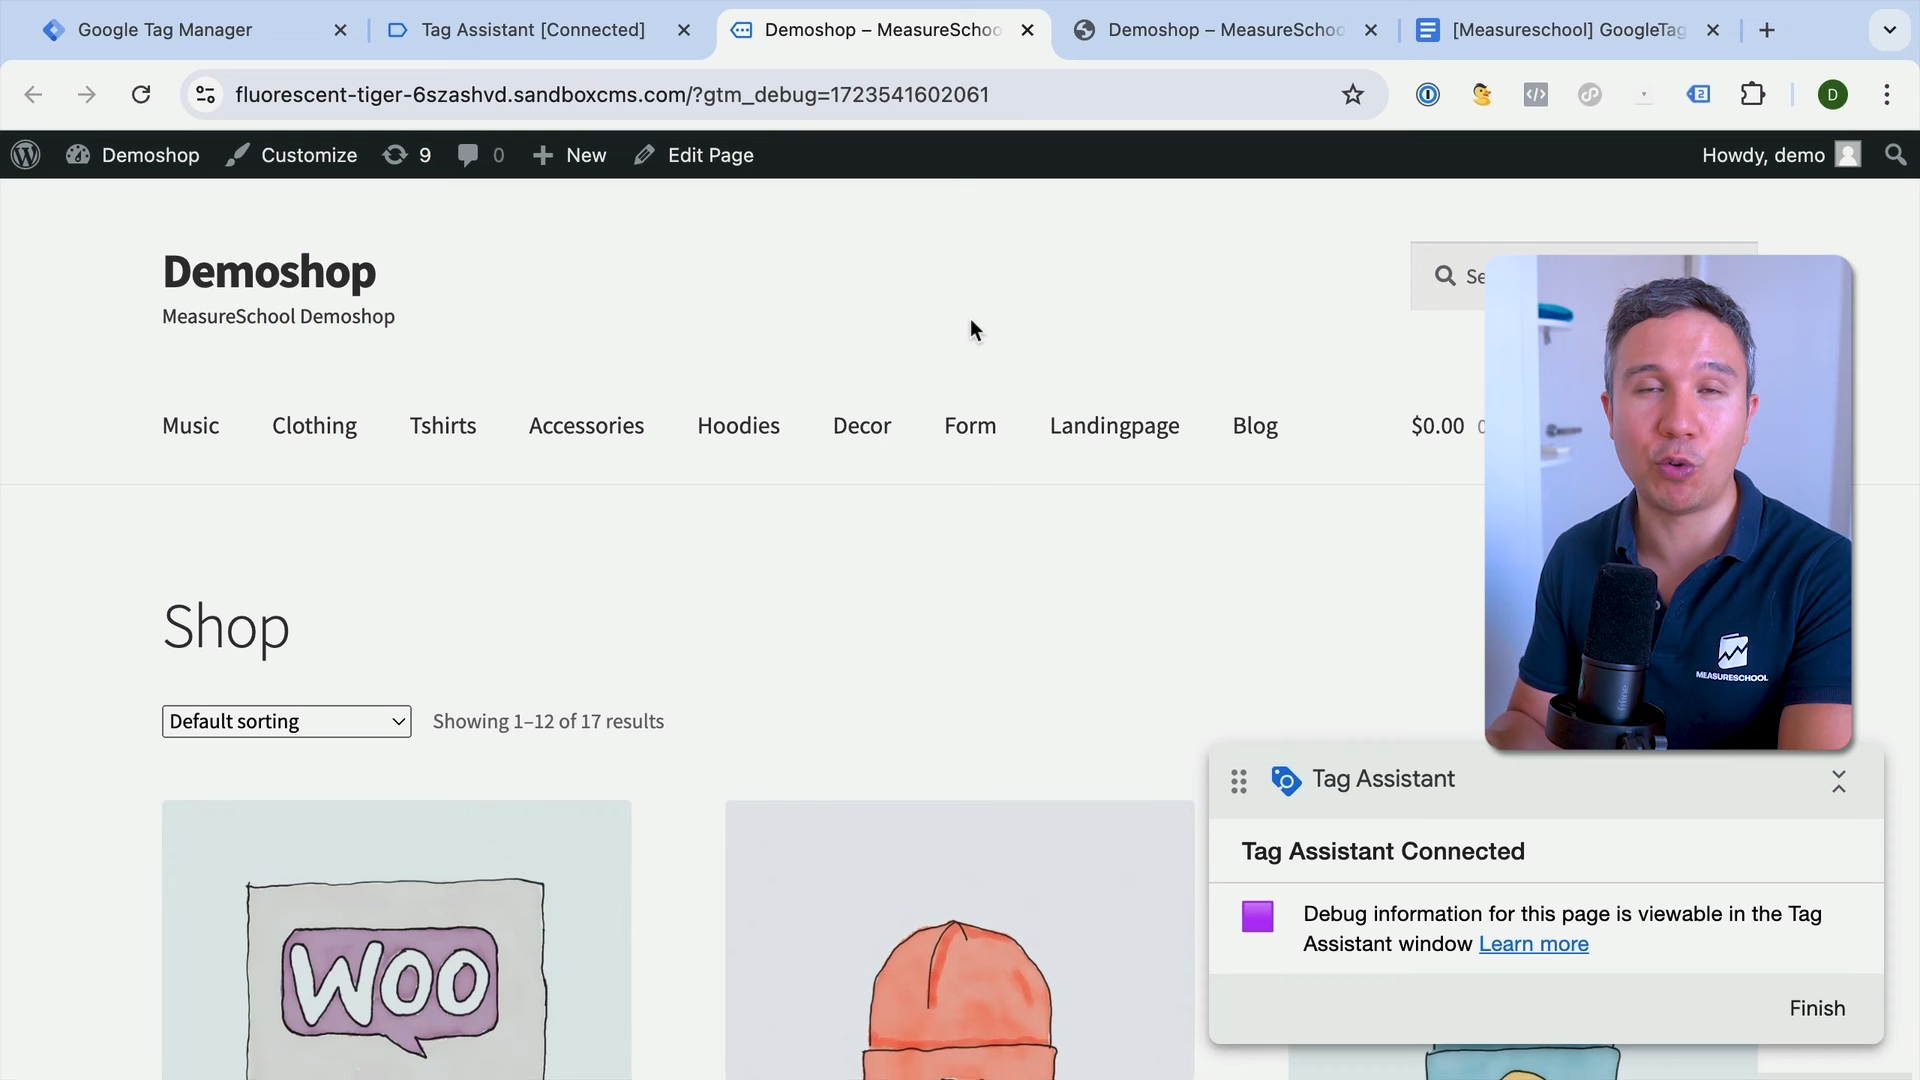 Google Tag Manager
Tag Assistant [Connected]
Demoshop – MeasureSchoo
Demoshop – MeasureSchoo
[Measureschool] GoogleTag
fluorescent-tiger-6szashvd.sandboxcms.com/?gtm_debug=1723541602061
D
Demoshop
Customize
9
0
New
Edit Page
Howdy, demo
Demoshop
MeasureSchool Demoshop
Se
Music
Clothing
Tshirts
Accessories
Hoodies
Decor
Form
Landingpage
Blog
$0.00
0
MEASURESCHOOL
Shop
Default sorting
Showing 1–12 of 17 results
Tag Assistant
Tag Assistant Connected
Debug information for this page is viewable in the Tag
Assistant window Learn more
Finish
WOO